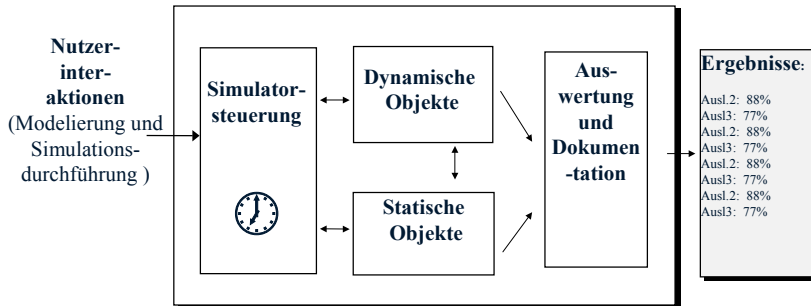 Nutzer-
inter-
aktionen
(Modelierung und
Simulations-
durchführung )
Simulator-
steuerung
Dynamische
Objekte
Statische
Objekte
Aus-
wertung
und
Dokumen
-tation
Ergebnisse:
Ausl.2: 88%
Ausl3: 77%
Ausl.2: 88%
Ausl3: 77%
Ausl.2: 88%
Ausl3: 77%
Ausl.2: 88%
Ausl3: 77%